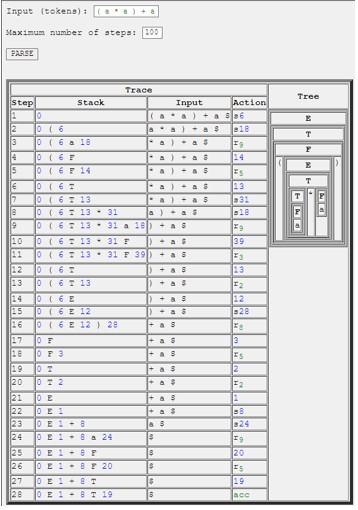 Input (tokens): ( a * a ) + a
Maximum number of steps: 100
PARSE
Trace Tree
Step Stack Input Action
1 0 ( a * a ) + a $ s6
2 0 ( 6 a * a ) + a $ s18
3 0 ( 6 a 18 * a ) + a $ r9
4 0 ( 6 F * a ) + a $ 14
5 0 ( 6 F 14 * a ) + a $ r5
6 0 ( 6 T * a ) + a $ 13
7 0 ( 6 T 13 * a ) + a $ s31
8 0 ( 6 T 13 * 31 a ) + a $ s18
9 0 ( 6 T 13 * 31 a 18 ) + a $ r9
10 0 ( 6 T 13 * 31 F ) + a $ 39
11 0 ( 6 T 13 * 31 F 39 ) + a $ r3
12 0 ( 6 T ) + a $ 13
13 0 ( 6 T 13 ) + a $ r2
14 0 ( 6 E ) + a $ 12
15 0 ( 6 E 12 ) + a $ s28
16 0 ( 6 E 12 ) 28 + a $ r8
17 0 F + a $ 3
18 0 F 3 + a $ r5
19 0 T + a $ 2
20 0 T 2 + a $ r2
21 0 E + a $ 1
22 0 E 1 + a $ s8
23 0 E 1 + 8 a $ s24
24 0 E 1 + 8 a 24 $ r9
25 0 E 1 + 8 F $ 20
26 0 E 1 + 8 F 20 $ r5
27 0 E 1 + 8 T $ 19
28 0 E 1 + 8 T 19 $ acc
E
T
F
( E )
T
T * F
F a
a